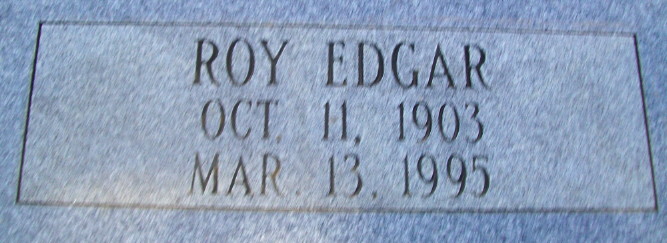 ROY EDGAR
OCT. 11, 1903
MAR. 13, 1995